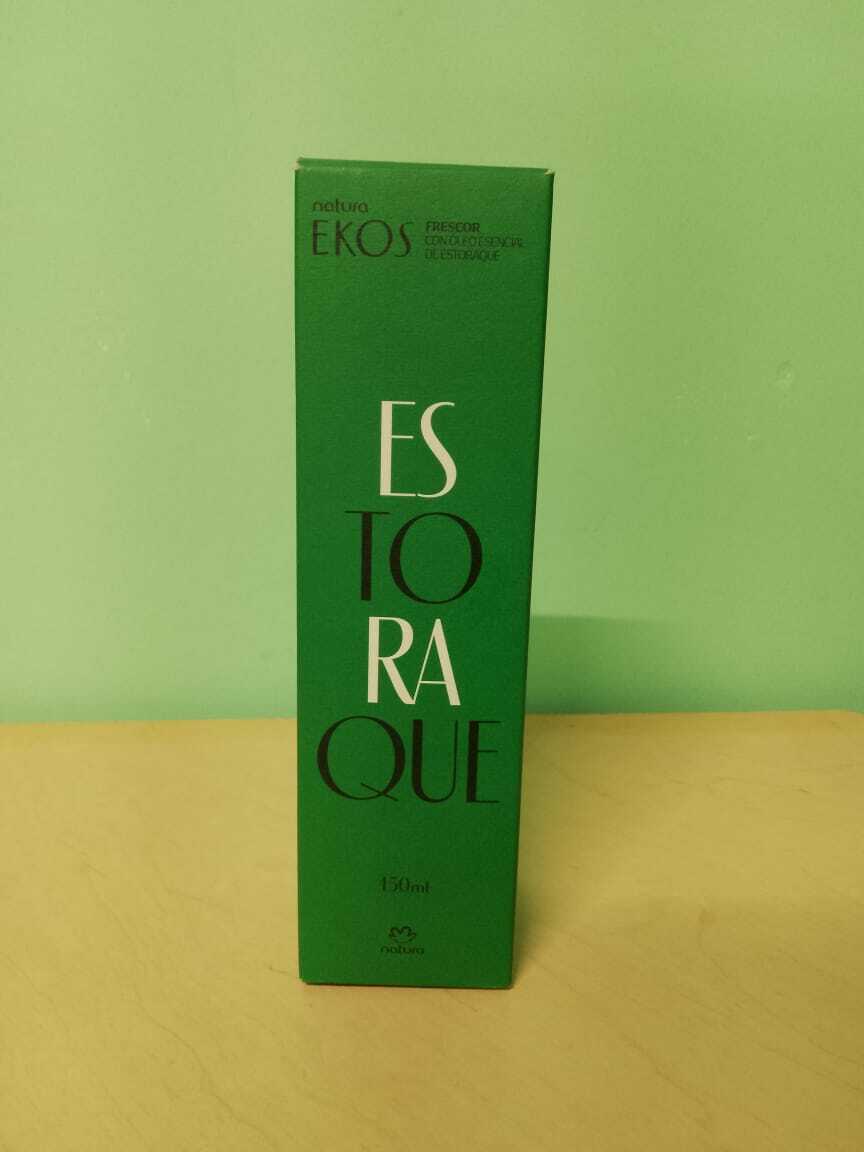 natura
EKOS
FRESCOR
CON ÓLEO ESENCIAL
DE ESTORAQUE
ES
TO
RA
QUE
150ml
natura